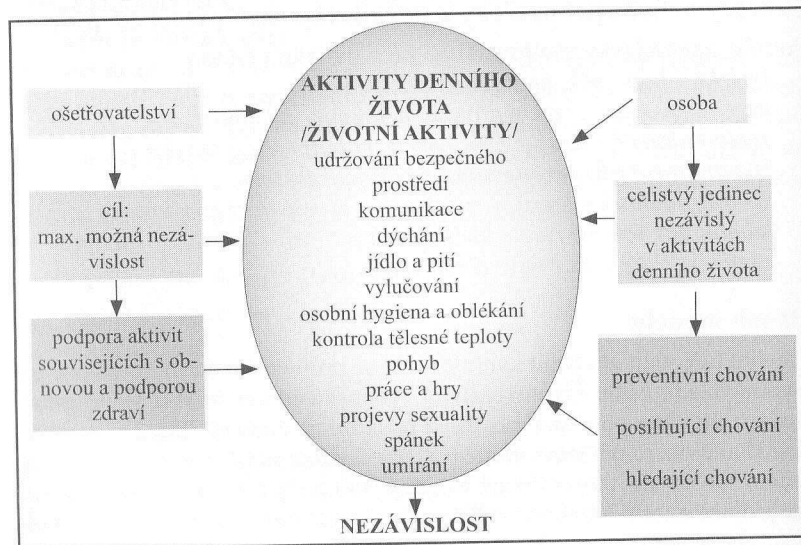 ošetřovatelství
cíl:
max. možná nezá-
vislost
podpora aktivit
souvisejících s ob-
novou a podporou
zdraví
AKTIVITY DENNÍHO
ŽIVOTA
/ŽIVOTNÍ AKTIVITY/
udržování bezpečného
prostředí
komunikace
dýchání
jídlo a pití
vylučování
osobní hygiena a oblékání
kontrola tělesné teploty
pohyb
práce a hry
projevy sexuality
spánek
umírání
NEZÁVISLOST
osoba
celistvý jedinec
nezávislý
v aktivitách
denního života
preventivní chování
posilňující chování
hledající chování